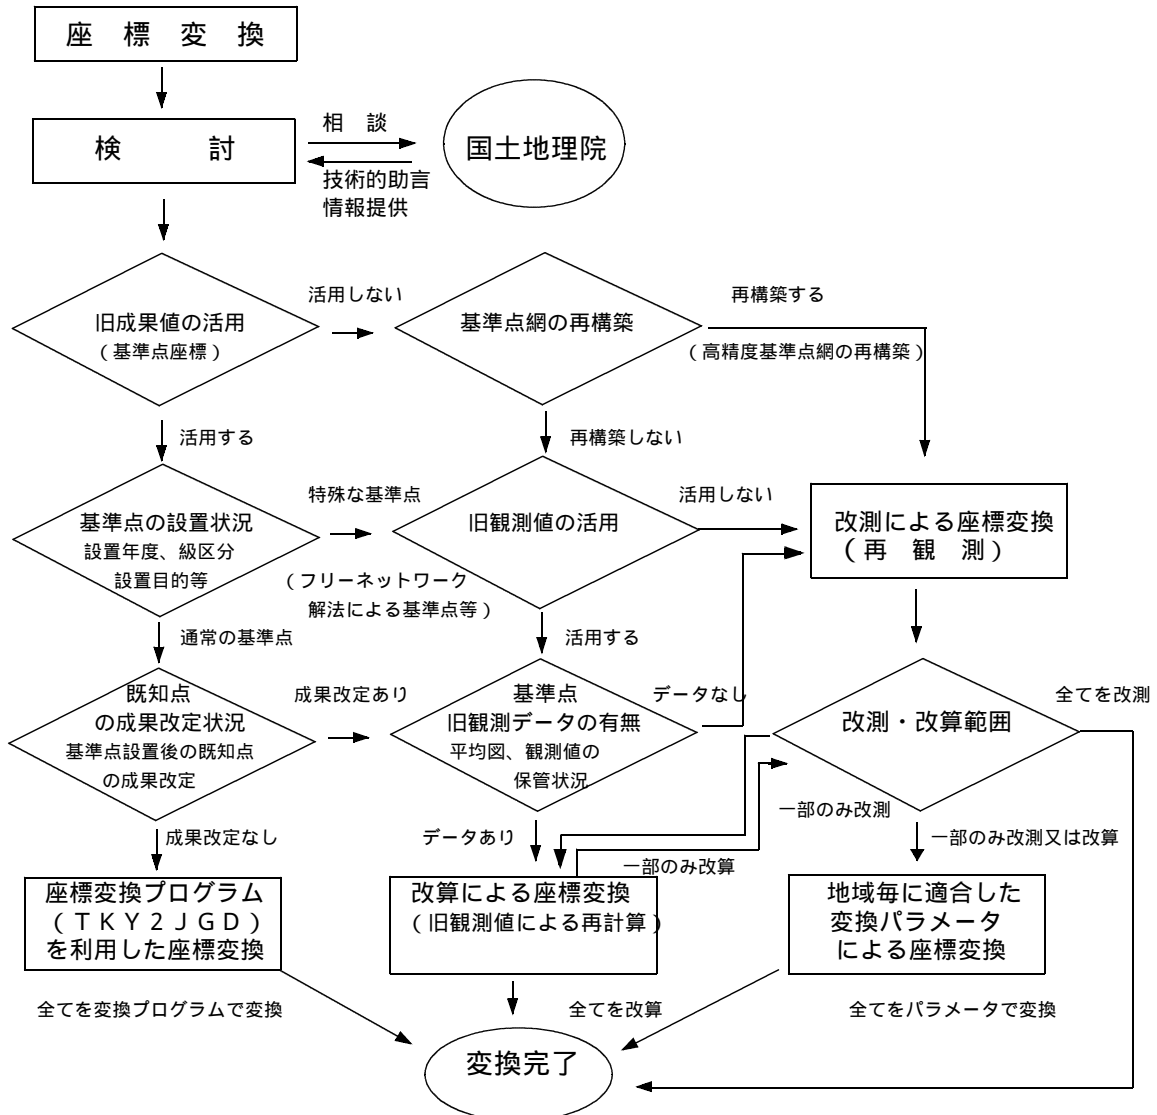 座　標　変　換
検　　　討
相　談
国土地理院
技術的助言
情報提供
旧成果値の活用
（基準点座標）
活用しない
基準点網の再構築
再構築する
（高精度基準点網の再構築）
活用する
再構築しない
基準点の設置状況
設置年度、級区分
設置目的等
特殊な基準点
（フリーネットワーク
解法による基準点等）
旧観測値の活用
活用しない
改測による座標変換
（再　観　測）
通常の基準点
活用する
既知点
の成果改定状況
基準点設置後の既知点
の成果改定
成果改定あり
基準点
旧観測データの有無
平均図、観測値の
保管状況
データなし
改測・改算範囲
全てを改測
成果改定なし
データあり
一部のみ改測
一部のみ改算
一部のみ改測又は改算
座標変換プログラム
（ＴＫＹ２ＪＧＤ）
を利用した座標変換
改算による座標変換
（旧観測値による再計算）
地域毎に適合した
変換パラメータ
による座標変換
全てを変換プログラムで変換
全てを改算
全てをパラメータで変換
変換完了